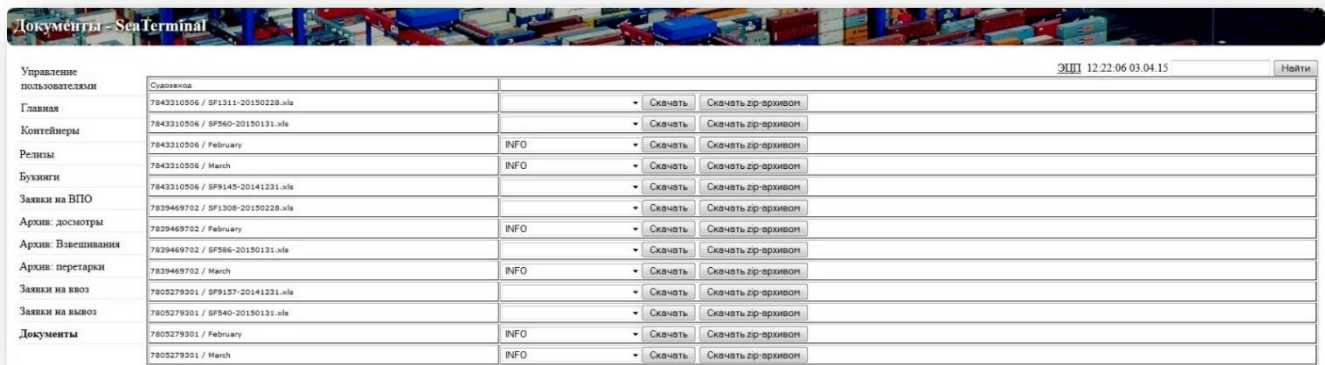 Документы - SeaTerminal
ЭЦП 12:22:06 03.04.15 Найти
Управление
пользователями
Главная
Контейнеры
Релизы
Букинги
Заявки на ВПО
Архив: досмотры
Архив: Взвешивания
Архив: перетарки
Заявки на ввоз
Заявки на вывоз
Документы
Судозаход
7843310506 / SF1311-20150228.xls Скачать Скачать zip-архивом
7843310506 / SF560-20150131.xls Скачать Скачать zip-архивом
7843310506 / February INFO Скачать Скачать zip-архивом
7843310506 / March INFO Скачать Скачать zip-архивом
7843310506 / SF9145-20141231.xls Скачать Скачать zip-архивом
7839469702 / SF1308-20150228.xls Скачать Скачать zip-архивом
7839469702 / February INFO Скачать Скачать zip-архивом
7839469702 / SF586-20150131.xls Скачать Скачать zip-архивом
7839469702 / March INFO Скачать Скачать zip-архивом
7805279301 / SF9157-20141231.xls Скачать Скачать zip-архивом
7805279301 / SF540-20150131.xls Скачать Скачать zip-архивом
7805279301 / February INFO Скачать Скачать zip-архивом
7805279301 / March INFO Скачать Скачать zip-архивом